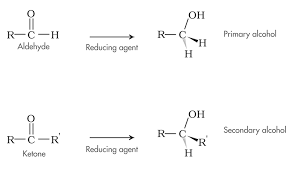 O
R—C—H
Aldehyde
Reducing agent
OH
R—C
H
H
Primary alcohol
O
R—C—R'
Ketone
Reducing agent
OH
R—C
R'
H
Secondary alcohol